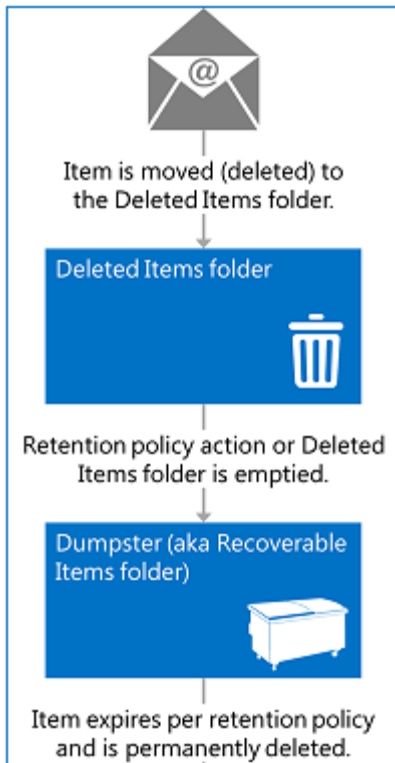 @
Item is moved (deleted) to
the Deleted Items folder.
Deleted Items folder
Retention policy action or Deleted
Items folder is emptied.
Dumpster (aka Recoverable
Items folder)
Item expires per retention policy
and is permanently deleted.